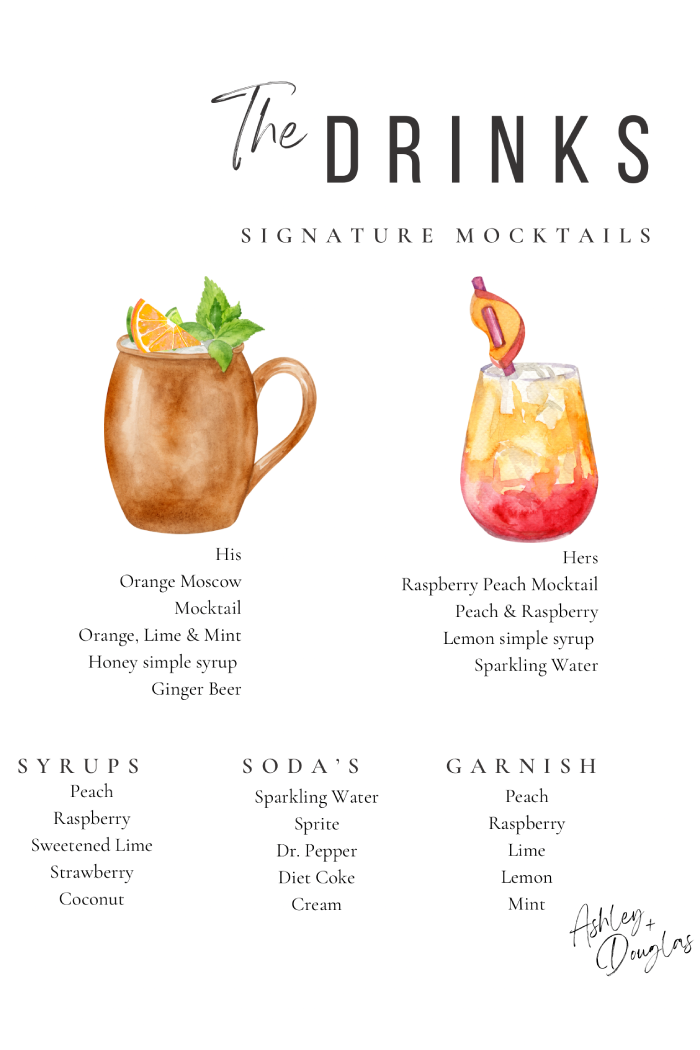 The DRINKS
SIGNATURE MOCKTAILS
His
Orange Moscow
Mocktail
Orange, Lime & Mint
Honey simple syrup
Ginger Beer
Hers
Raspberry Peach Mocktail
Peach & Raspberry
Lemon simple syrup
Sparkling Water
SYRUPS
Peach
Raspberry
Sweetened Lime
Strawberry
Coconut
SODA'S
Sparkling Water
Sprite
Dr. Pepper
Diet Coke
Cream
GARNISH
Peach
Raspberry
Lime
Lemon
Mint
Ashley +
Douglas